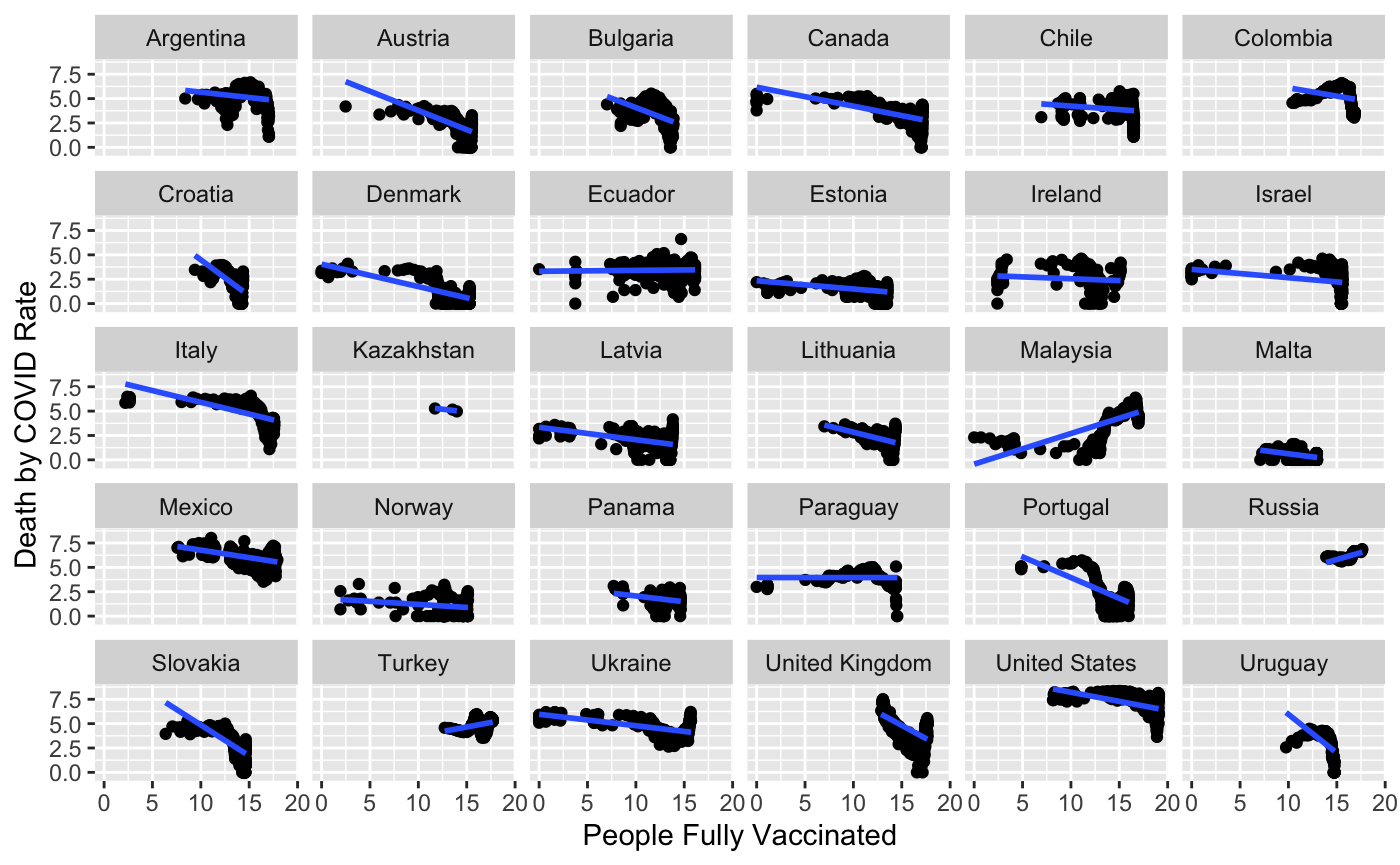 Argentina Austria Bulgaria Canada Chile Colombia
7.5
5.0
2.5
0.0
Croatia Denmark Ecuador Estonia Ireland Israel
7.5
5.0
2.5
0.0
Italy Kazakhstan Latvia Lithuania Malaysia Malta
7.5
5.0
2.5
0.0
Mexico Norway Panama Paraguay Portugal Russia
7.5
5.0
2.5
0.0
Slovakia Turkey Ukraine United Kingdom United States Uruguay
7.5
5.0
2.5
0.0
0 5 10 15 20 0 5 10 15 20 0 5 10 15 20 0 5 10 15 20 0 5 10 15 20 0 5 10 15 20
People Fully Vaccinated
Death by COVID Rate